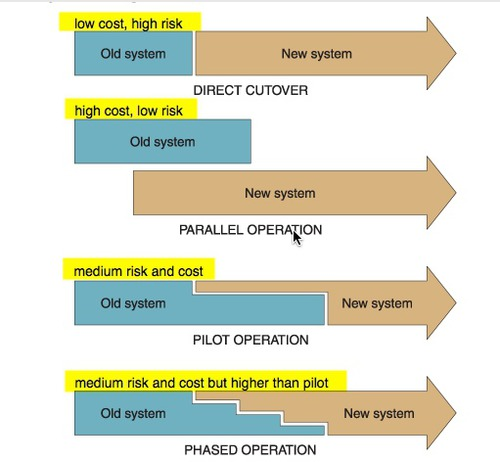 low cost, high risk
Old system New system
DIRECT CUTOVER
high cost, low risk
Old system
New system
PARALLEL OPERATION
medium risk and cost
Old system New system
PILOT OPERATION
medium risk and cost but higher than pilot
Old system New system
PHASED OPERATION